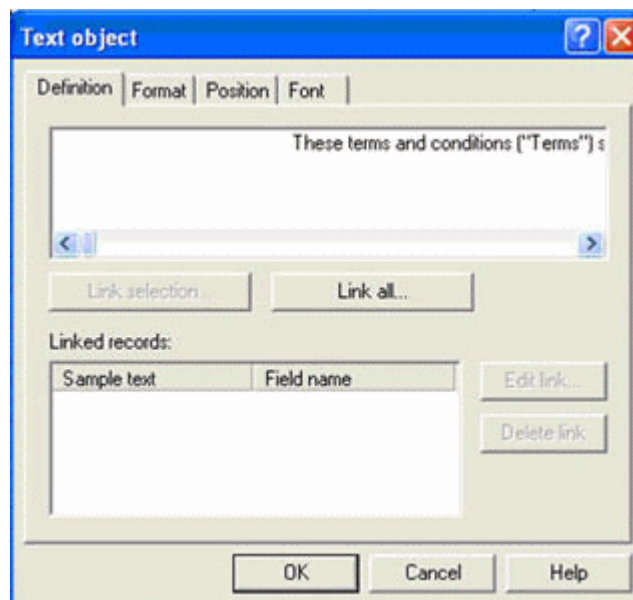 Text object
Definition Format Position Font
These terms and conditions ("Terms") s
Link selection... Link all...
Linked records:
Sample text Field name
Edit link...
Delete link
OK Cancel Help